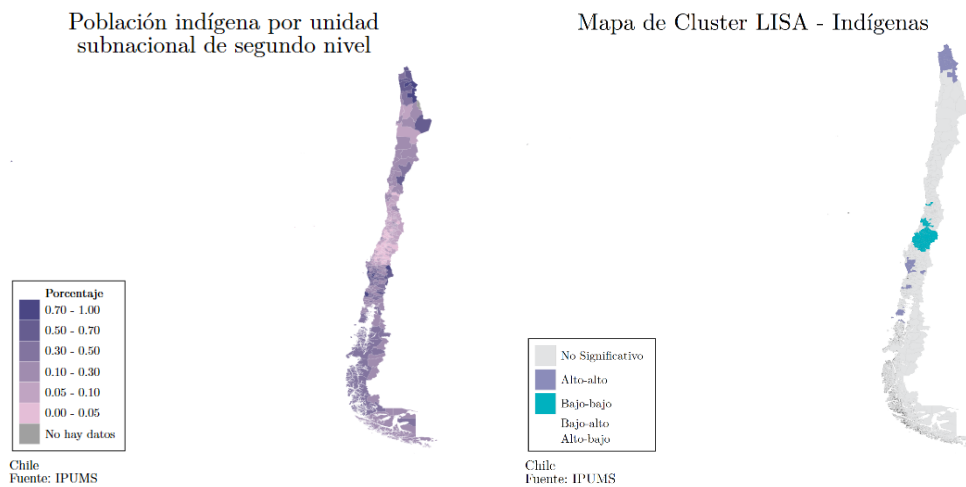 Población indígena por unidad
subnacional de segundo nivel
Porcentaje
0.70 - 1.00
0.50 - 0.70
0.30 - 0.50
0.10 - 0.30
0.05 - 0.10
0.00 - 0.05
No hay datos
Chile
Fuente: IPUMS
Mapa de Cluster LISA - Indígenas
No Significativo
Alto-alto
Bajo-bajo
Bajo-alto
Alto-bajo
Chile
Fuente: IPUMS